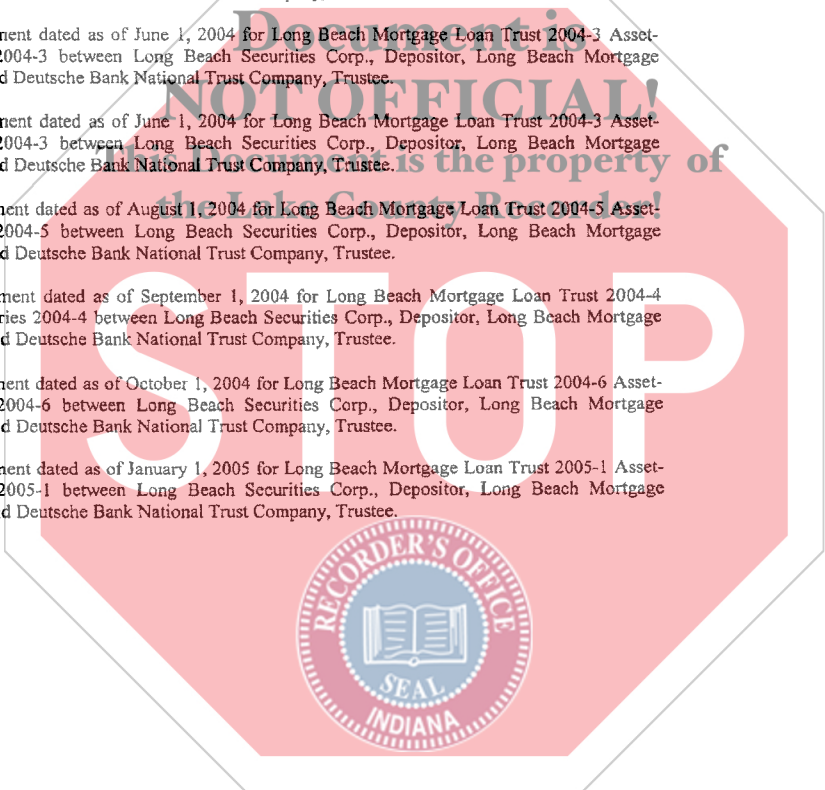 Document is
nent dated as of June 1, 2004 for Long Beach Mortgage Loan Trust 2004-3 Asset-
2004-3 between Long Beach Securities Corp., Depositor, Long Beach Mortgage
d Deutsche Bank National Trust Company, Trustee.
NOT OFFICIAL!
nent dated as of June 1, 2004 for Long Beach Mortgage Loan Trust 2004-3 Asset-
2004-3 between Long Beach Securities Corp., Depositor, Long Beach Mortgage
d Deutsche Bank National Trust Company, Trustee.
This Document is the property of
the Lake County Recorder!
nent dated as of August 1, 2004 for Long Beach Mortgage Loan Trust 2004-5 Asset-
2004-5 between Long Beach Securities Corp., Depositor, Long Beach Mortgage
d Deutsche Bank National Trust Company, Trustee.
nent dated as of September 1, 2004 for Long Beach Mortgage Loan Trust 2004-4
ries 2004-4 between Long Beach Securities Corp., Depositor, Long Beach Mortgage
d Deutsche Bank National Trust Company, Trustee.
STOP
nent dated as of October 1, 2004 for Long Beach Mortgage Loan Trust 2004-6 Asset-
2004-6 between Long Beach Securities Corp., Depositor, Long Beach Mortgage
d Deutsche Bank National Trust Company, Trustee.
nent dated as of January 1, 2005 for Long Beach Mortgage Loan Trust 2005-1 Asset-
2005-1 between Long Beach Securities Corp., Depositor, Long Beach Mortgage
d Deutsche Bank National Trust Company, Trustee.
RECORDER'S OFFICE
SEAL
INDIANA